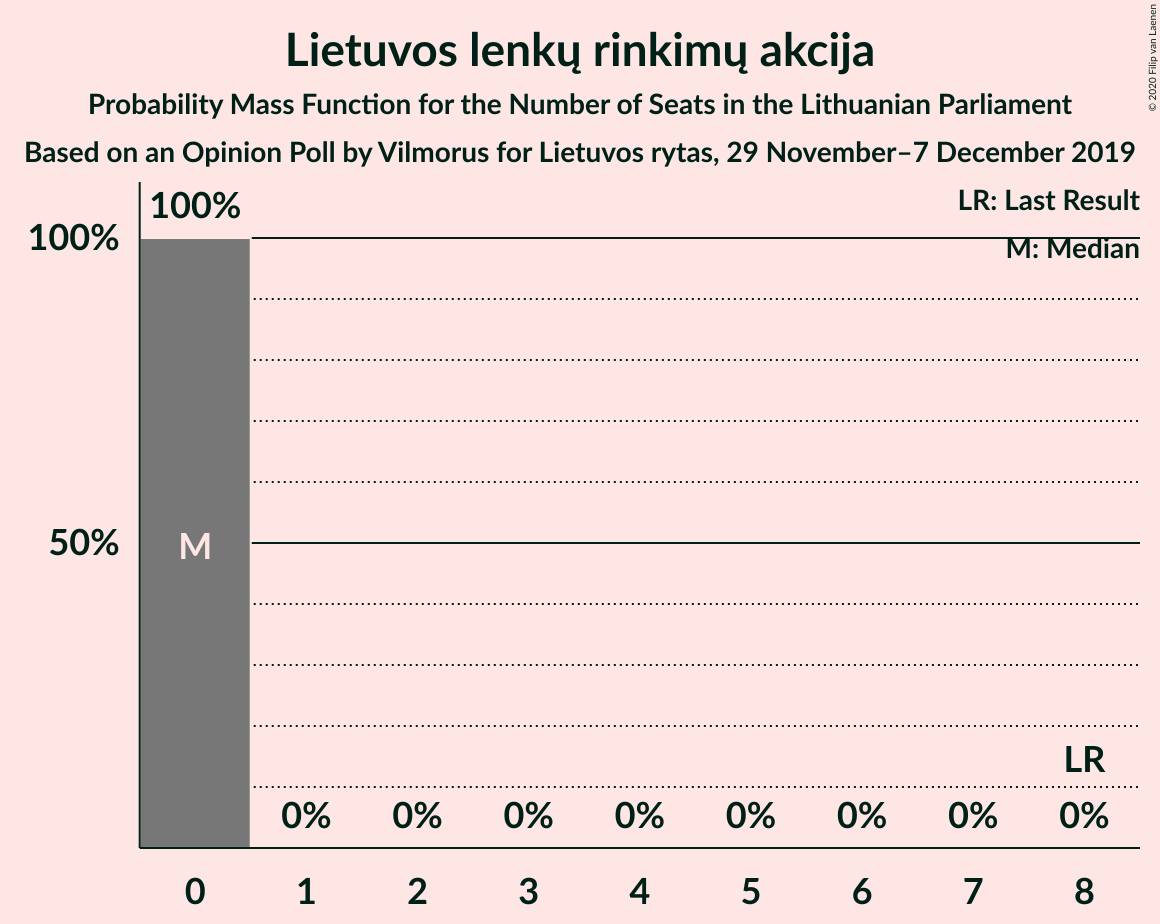 Lietuvos lenkų rinkimų akcija
Probability Mass Function for the Number of Seats in the Lithuanian Parliament
Based on an Opinion Poll by Vilmorus for Lietuvos rytas, 29 November–7 December 2019
© 2020 Filip van Laenen
LR: Last Result
M: Median
100%
100%
50%
M
LR
0% 0% 0% 0% 0% 0% 0% 0%
0 1 2 3 4 5 6 7 8